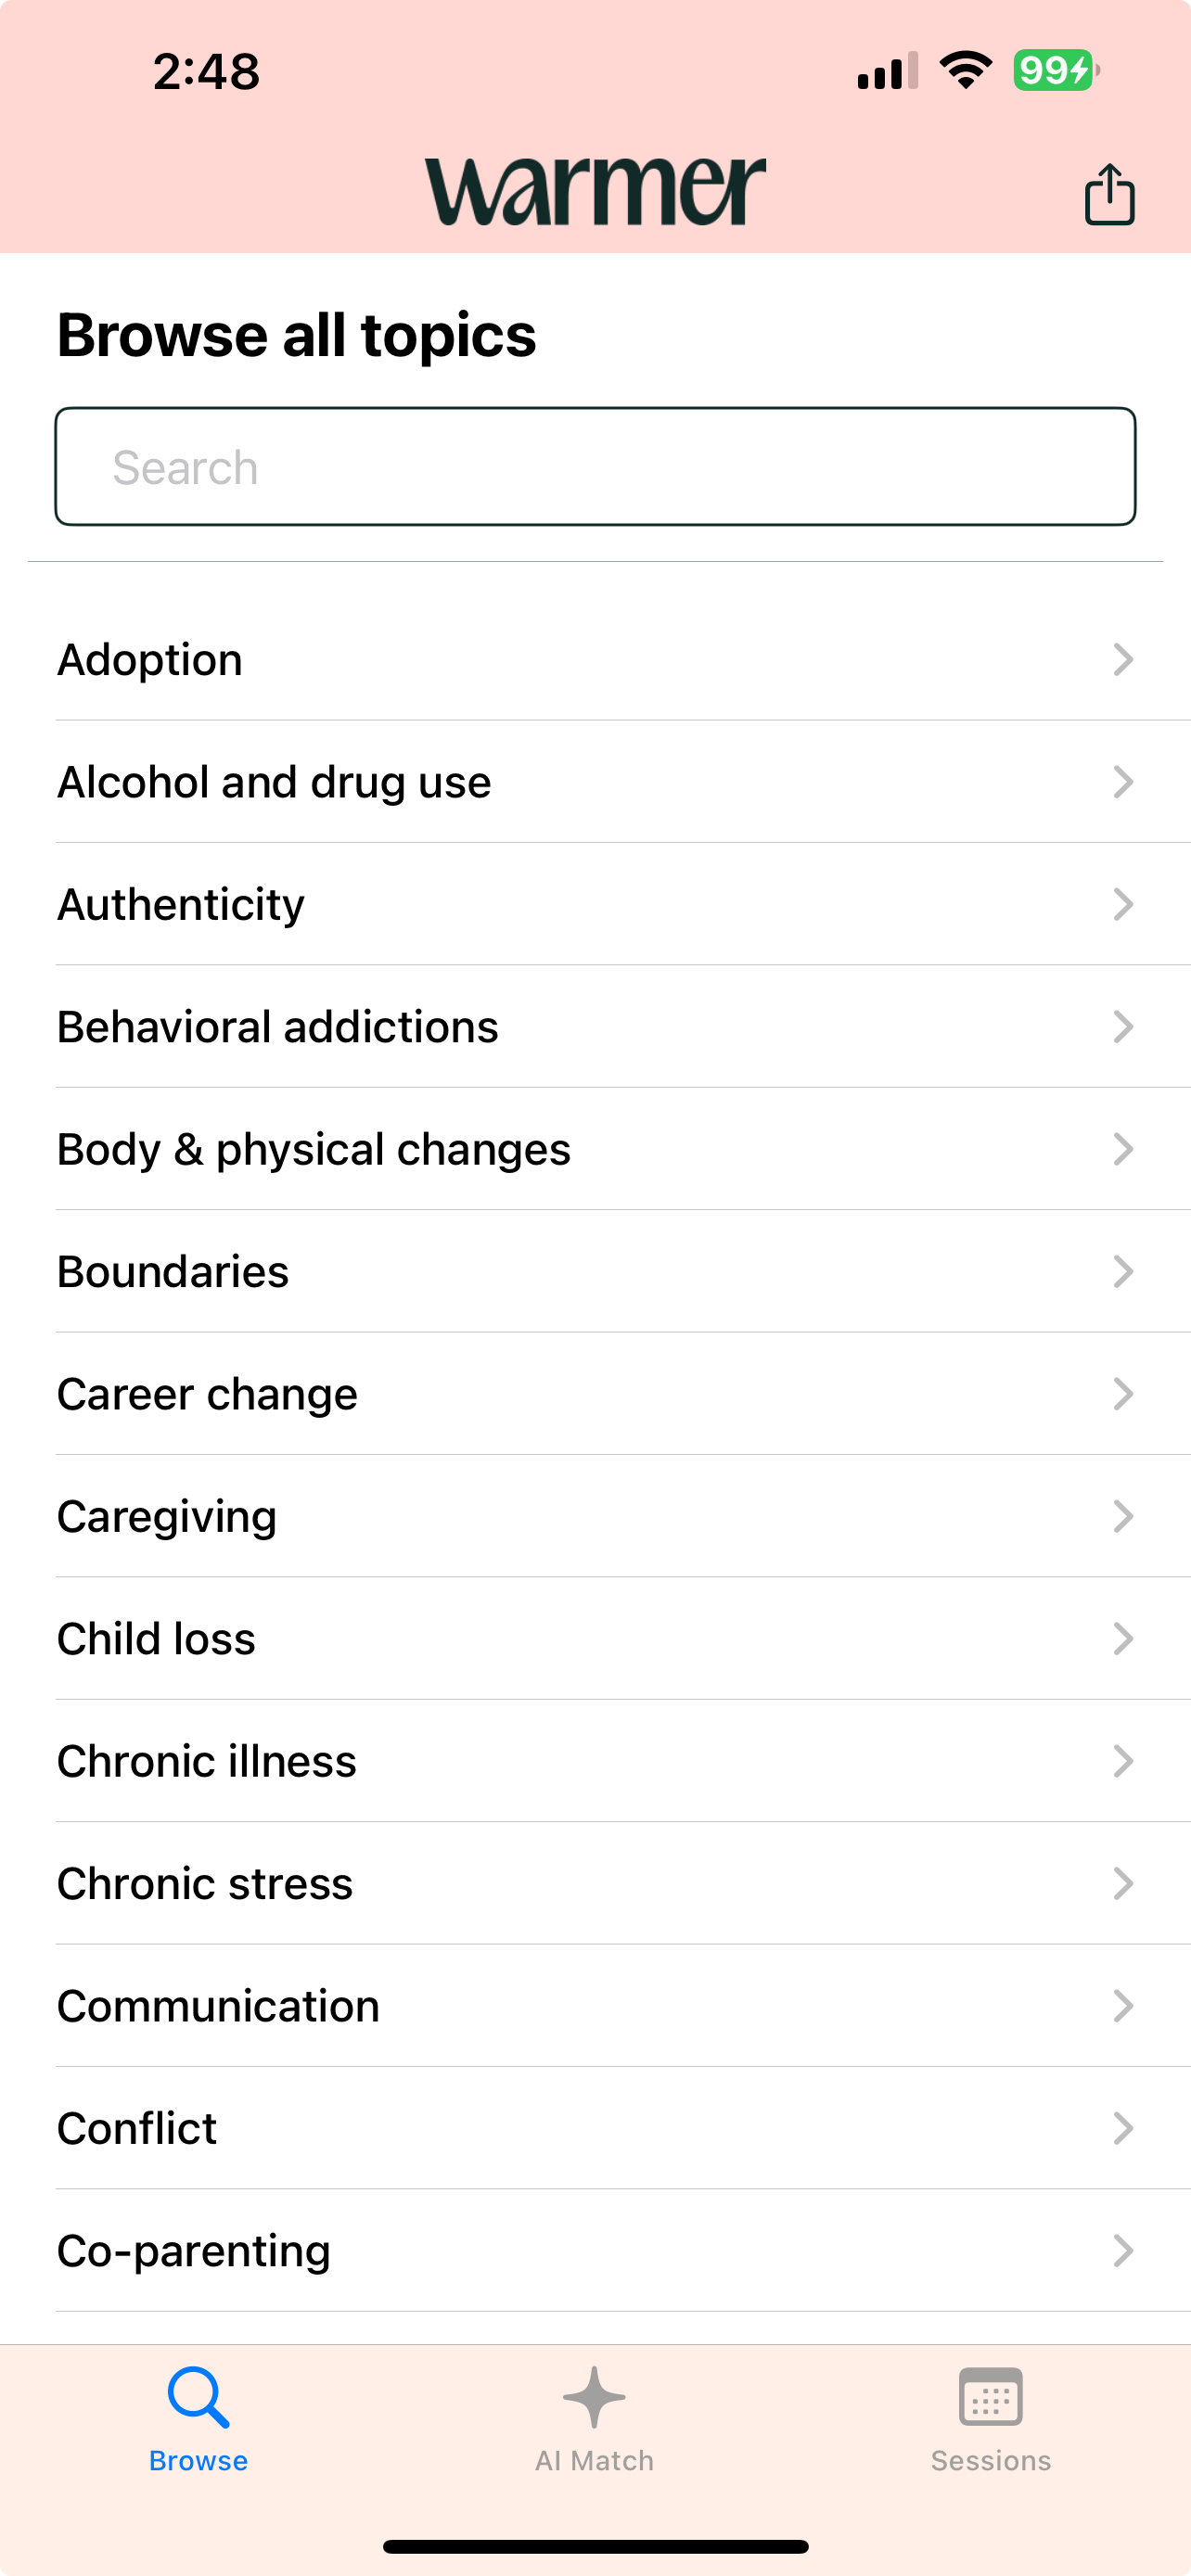 2:48
99
warmer
Browse all topics
Search
Adoption
Alcohol and drug use
Authenticity
Behavioral addictions
Body & physical changes
Boundaries
Career change
Caregiving
Child loss
Chronic illness
Chronic stress
Communication
Conflict
Co-parenting
Browse
AI Match
Sessions